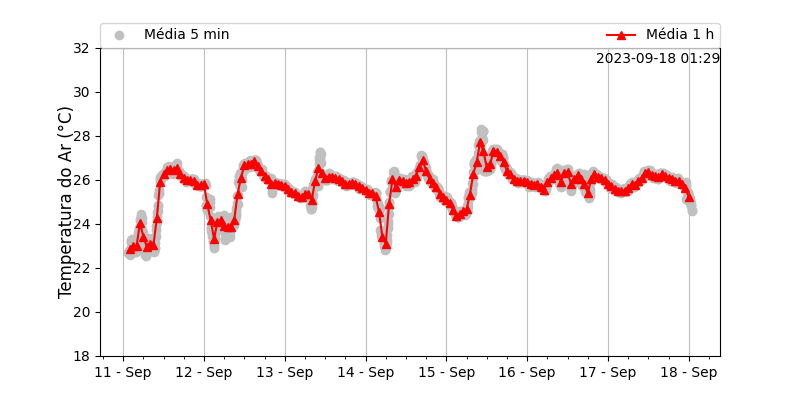 Média 5 min
Média 1 h
2023-09-18 01:29
Temperatura do Ar (°C)
32
30
28
26
24
22
20
18
11 - Sep
12 - Sep
13 - Sep
14 - Sep
15 - Sep
16 - Sep
17 - Sep
18 - Sep